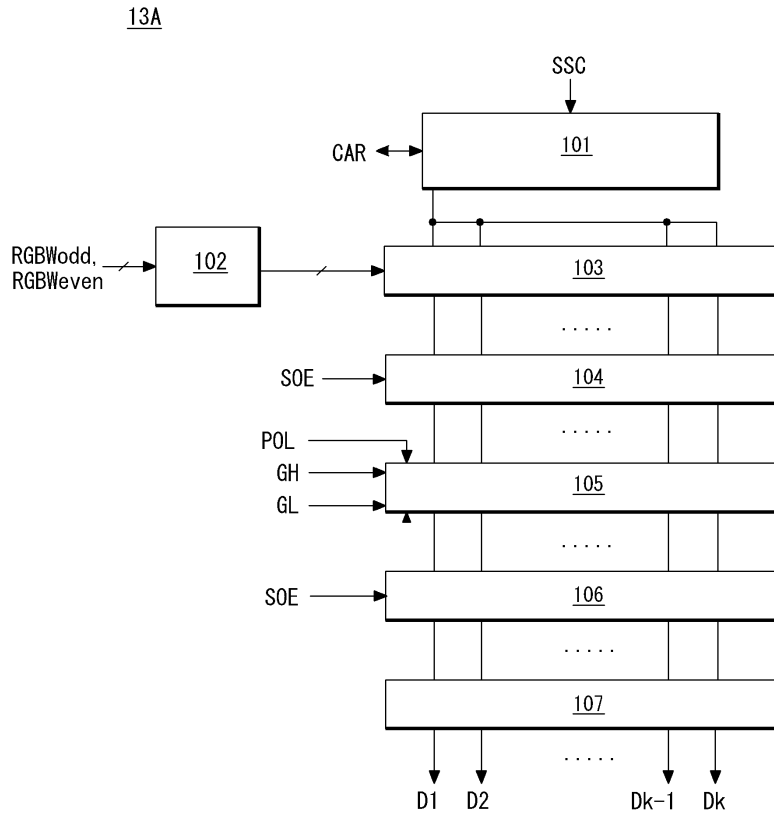 13A
SSC
CAR
101
RGBWodd,
RGBWeven
102
103
.....
SOE
104
.....
POL
GH
GL
105
.....
SOE
106
.....
107
.....
D1 D2 Dk-1 Dk